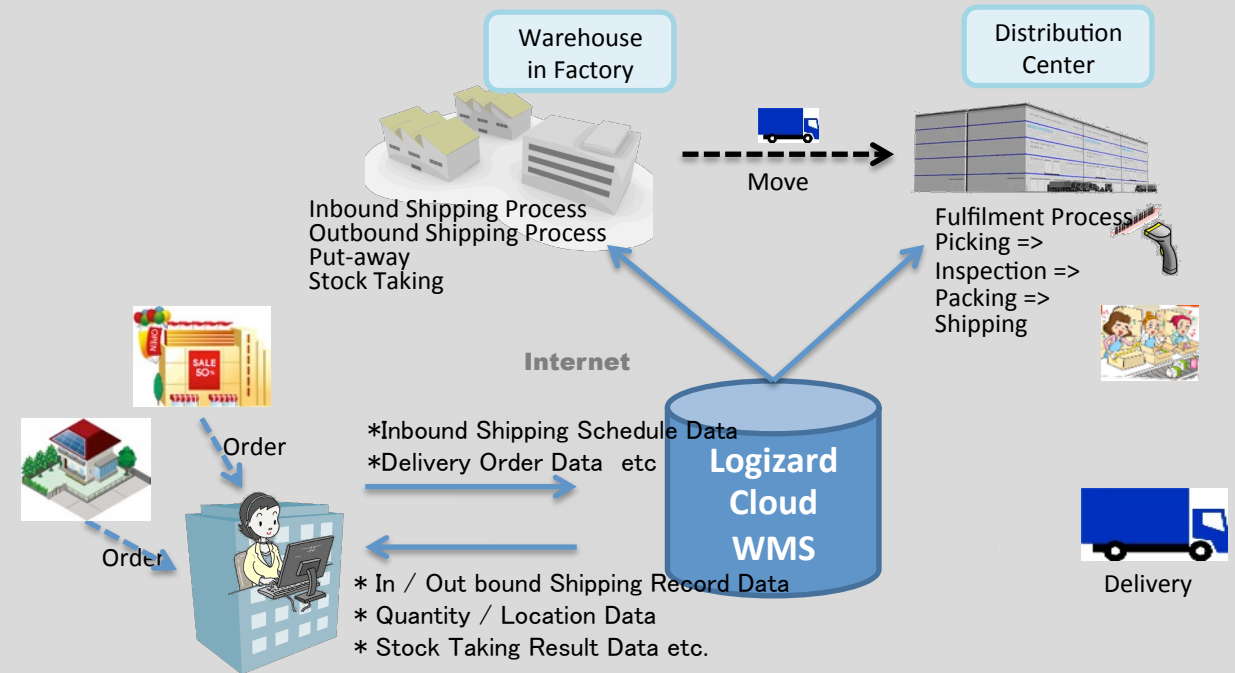 Warehouse
in Factory
Distribution
Center
Move
Inbound Shipping Process
Outbound Shipping Process
Put-away
Stock Taking
Fulfilment Process
Picking =>
Inspection =>
Packing =>
Shipping
OPEN
SALE
50%
Internet
Order
Order
*Inbound Shipping Schedule Data
*Delivery Order Data etc
Logizard
Cloud
WMS
* In / Out bound Shipping Record Data
* Quantity / Location Data
* Stock Taking Result Data etc.
Delivery